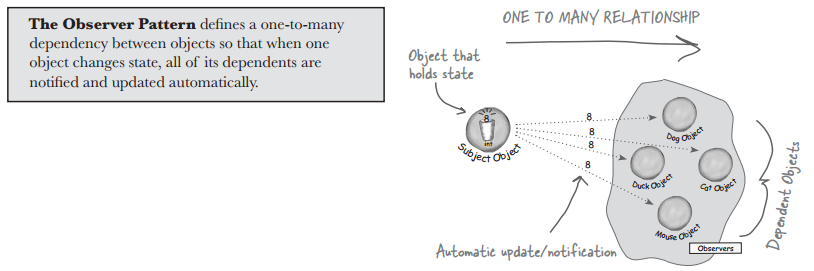 The Observer Pattern defines a one-to-many
dependency between objects so that when one
object changes state, all of its dependents are
notified and updated automatically.
ONE TO MANY RELATIONSHIP
Object that
holds state
8
int
Subject Object
8
8
8
8
Dog Object
Duck Object
Cat Object
Mouse Object
Observers
Automatic update/notification
Dependent Objects